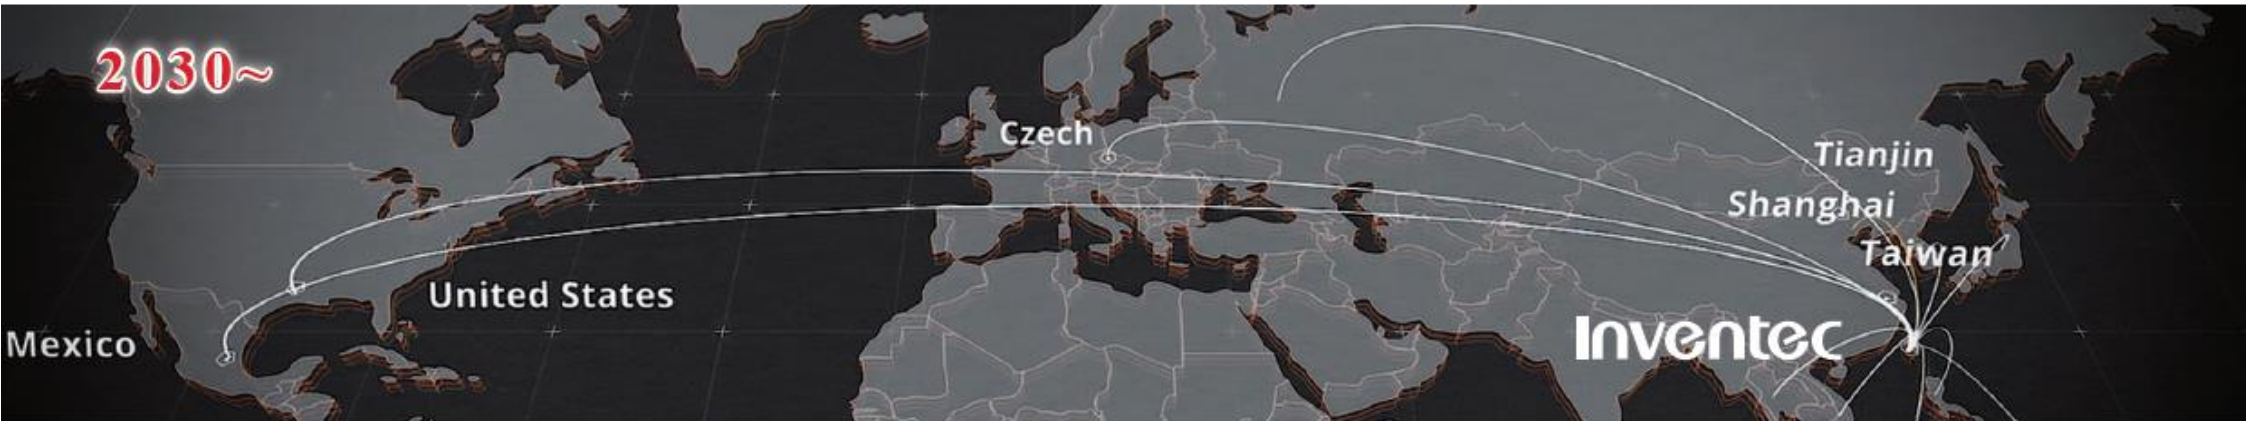 2030~
Czech
Tianjin
Shanghai
Taiwan
United States
Mexico
Inventec